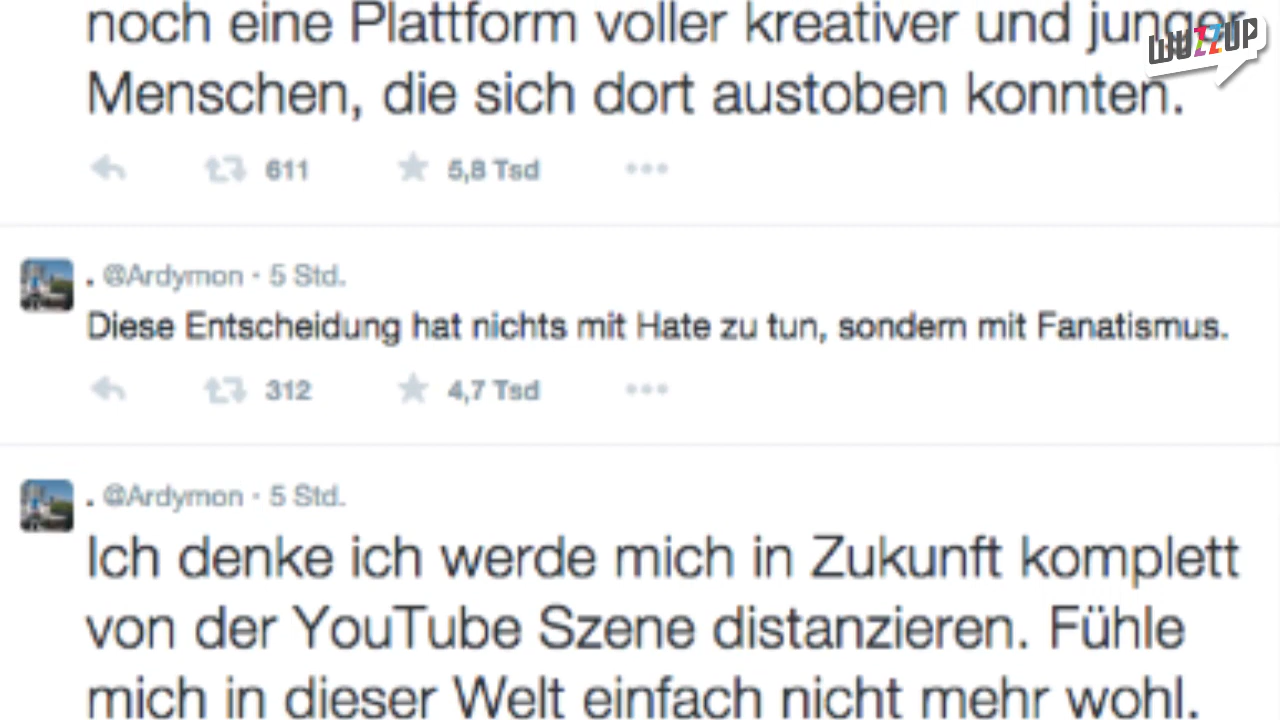 noch eine Plattform voller kreativer und junger
WUZZUP
Menschen, die sich dort austoben konnten.
611 5,8 Tsd
. @Ardymon · 5 Std.
Diese Entscheidung hat nichts mit Hate zu tun, sondern mit Fanatismus.
312 4,7 Tsd
. @Ardymon · 5 Std.
Ich denke ich werde mich in Zukunft komplett
von der YouTube Szene distanzieren. Fühle
mich in dieser Welt einfach nicht mehr wohl.